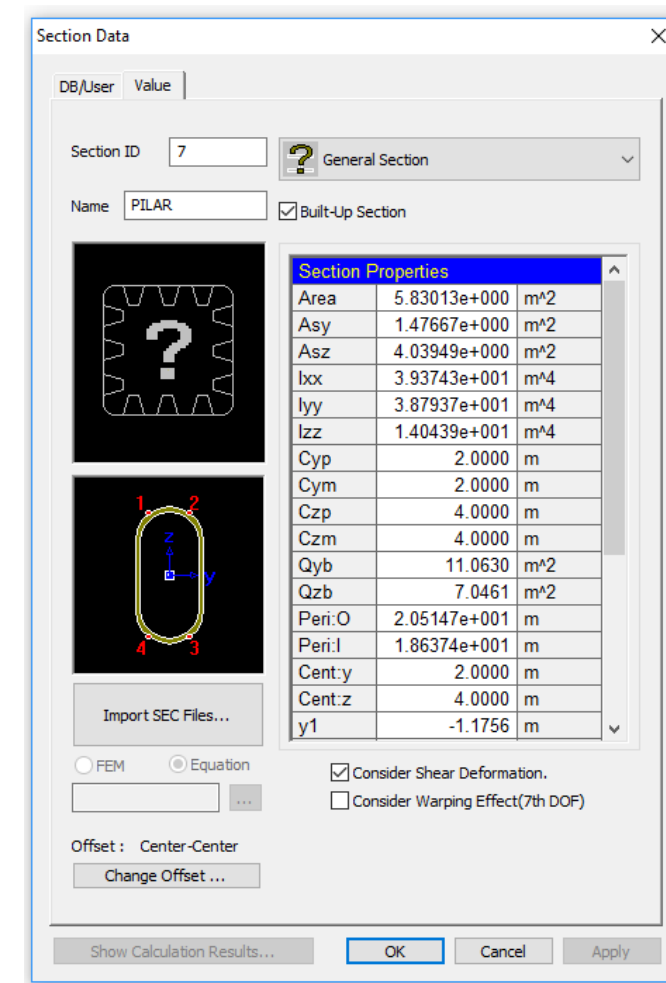 Section Data
DB/User Value
Section ID 7 General Section
Name PILAR Built-Up Section
Section Properties
Area 5.83013e+000 m^2
Asy 1.47667e+000 m^2
Asz 4.03949e+000 m^2
Ixx 3.93743e+001 m^4
Iyy 3.87937e+001 m^4
Izz 1.40439e+001 m^4
Cyp 2.0000 m
Cym 2.0000 m
Czp 4.0000 m
Czm 4.0000 m
Qyb 11.0630 m^2
Qzb 7.0461 m^2
Peri:O 2.05147e+001 m
Peri:I 1.86374e+001 m
Cent:y 2.0000 m
Cent:z 4.0000 m
y1 -1.1756 m
?
1 2
z
y
4 3
Import SEC Files...
FEM Equation
...
Consider Shear Deformation.
Consider Warping Effect(7th DOF)
Offset : Center-Center
Change Offset ...
Show Calculation Results... OK Cancel Apply